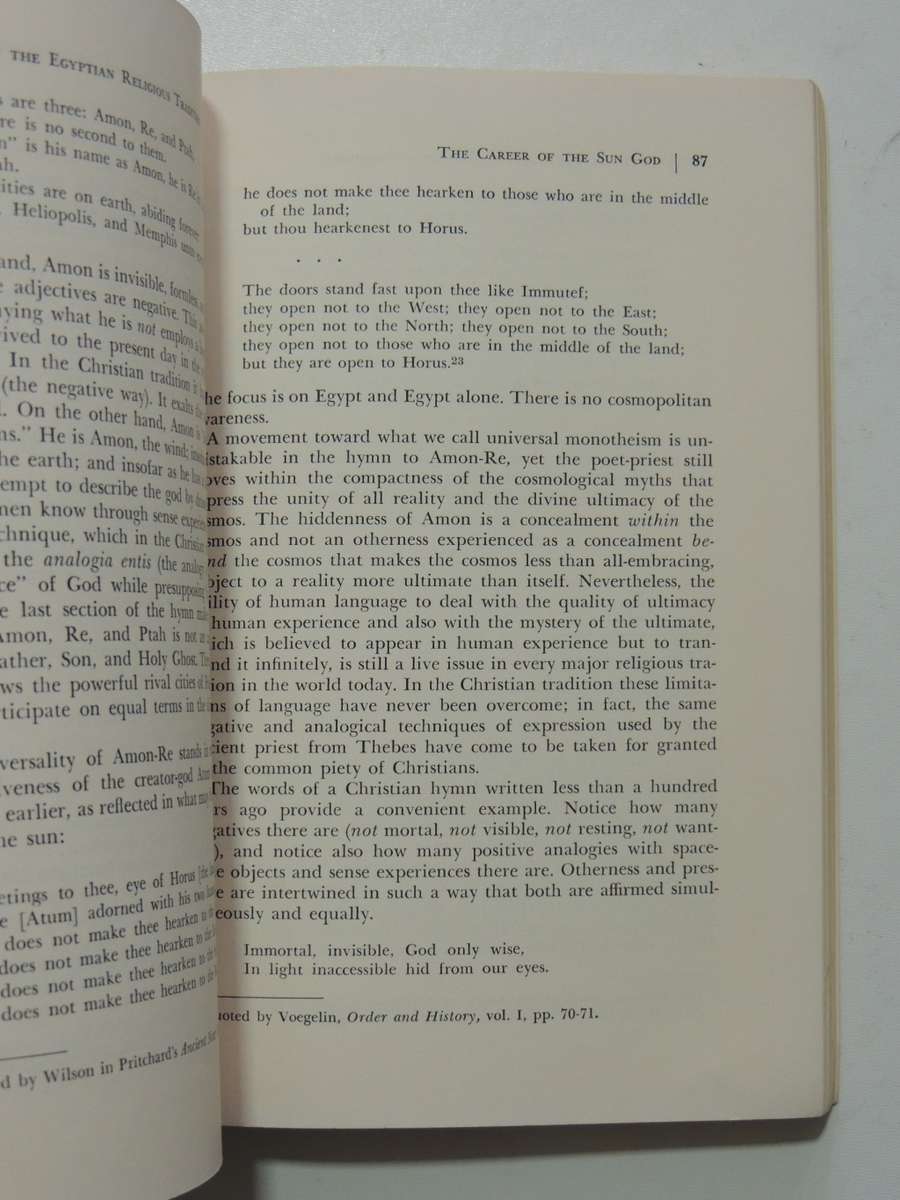 THE EGYPTIAN RELIGIOUS
are three: Amon, Re, and Ptah,
re is no second to them.
is his name as Amon, he is Re
ities are on earth, abiding forever
Heliopolis, and Memphis
and, Amon is invisible, formless,
adjectives are negative.
ying what he is not employs
ived to the present day in the
In the Christian tradition
(the negative way). It exalts
On the other hand, Amon is
ns." He is Amon, the wind;
he earth; and insofar as he
empt to describe the god by
men know through sense
chnique, which in the Christian
the analogia entis (the
ce" of God while presupposing
e last section of the hymn
Amon, Re, and Ptah is not
ather, Son, and Holy Ghost.
ws the powerful rival cities of
rticipate on equal terms in the
versality of Amon-Re stands
iveness of the creator-god
earlier, as reflected in what may
he sun:
etings to thee, eye of Horus
e [Atum] adorned with his two
does not make thee hearken to
does not make thee hearken to the
does not make thee hearken to the
does not make thee hearken to the
d by Wilson in Pritchard's Ancient
THE CAREER OF THE SUN GOD | 87
he does not make thee hearken to those who are in the middle
of the land;
but thou hearkenest to Horus.
. . .
The doors stand fast upon thee like Immutef;
they open not to the West; they open not to the East;
they open not to the North; they open not to the South;
they open not to those who are in the middle of the land;
but they are open to Horus.23
he focus is on Egypt and Egypt alone. There is no cosmopolitan
wareness.
A movement toward what we call universal monotheism is un-
istakable in the hymn to Amon-Re, yet the poet-priest still
oves within the compactness of the cosmological myths that
press the unity of all reality and the divine ultimacy of the
smos. The hiddenness of Amon is a concealment within the
smos and not an otherness experienced as a concealment be-
nd the cosmos that makes the cosmos less than all-embracing,
bject to a reality more ultimate than itself. Nevertheless, the
ility of human language to deal with the quality of ultimacy
human experience and also with the mystery of the ultimate,
ich is believed to appear in human experience but to tran-
nd it infinitely, is still a live issue in every major religious tra-
ion in the world today. In the Christian tradition these limita-
ns of language have never been overcome; in fact, the same
gative and analogical techniques of expression used by the
cient priest from Thebes have come to be taken for granted
the common piety of Christians.
The words of a Christian hymn written less than a hundred
rs ago provide a convenient example. Notice how many
gatives there are (not mortal, not visible, not resting, not want-
), and notice also how many positive analogies with space-
e objects and sense experiences there are. Otherness and pres-
e are intertwined in such a way that both are affirmed simul-
eously and equally.
Immortal, invisible, God only wise,
In light inaccessible hid from our eyes.
uoted by Voegelin, Order and History, vol. I, pp. 70-71.